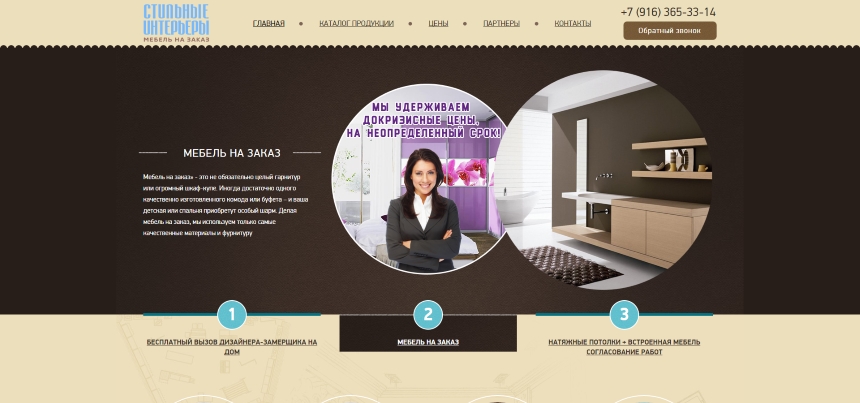 СТИЛЬНЫЕ
ИНТЕРЬЕРЫ
МЕБЕЛЬ НА ЗАКАЗ
ГЛАВНАЯ
КАТАЛОГ ПРОДУКЦИИ
ЦЕНЫ
ПАРТНЕРЫ
КОНТАКТЫ
+7 (916) 365-33-14
Обратный звонок
МЫ УДЕРЖИВАЕМ
ДОКРИЗИСНЫЕ ЦЕНЫ,
НА НЕОПРЕДЕЛЕННЫЙ СРОК!
МЕБЕЛЬ НА ЗАКАЗ
Мебель на заказ» - это не обязательно целый гарнитур
или огромный шкаф-купе. Иногда достаточно одного
качественно изготовленного комода или буфета – и ваша
детская или спальня приобретут особый шарм. Делая
мебель на заказ, мы используем только самые
качественные материалы и фурнитуру
1
2
3
БЕСПЛАТНЫЙ ВЫЗОВ ДИЗАЙНЕРА-ЗАМЕРЩИКА НА
ДОМ
МЕБЕЛЬ НА ЗАКАЗ
НАТЯЖНЫЕ ПОТОЛКИ + ВСТРОЕННАЯ МЕБЕЛЬ
СОГЛАСОВАНИЕ РАБОТ